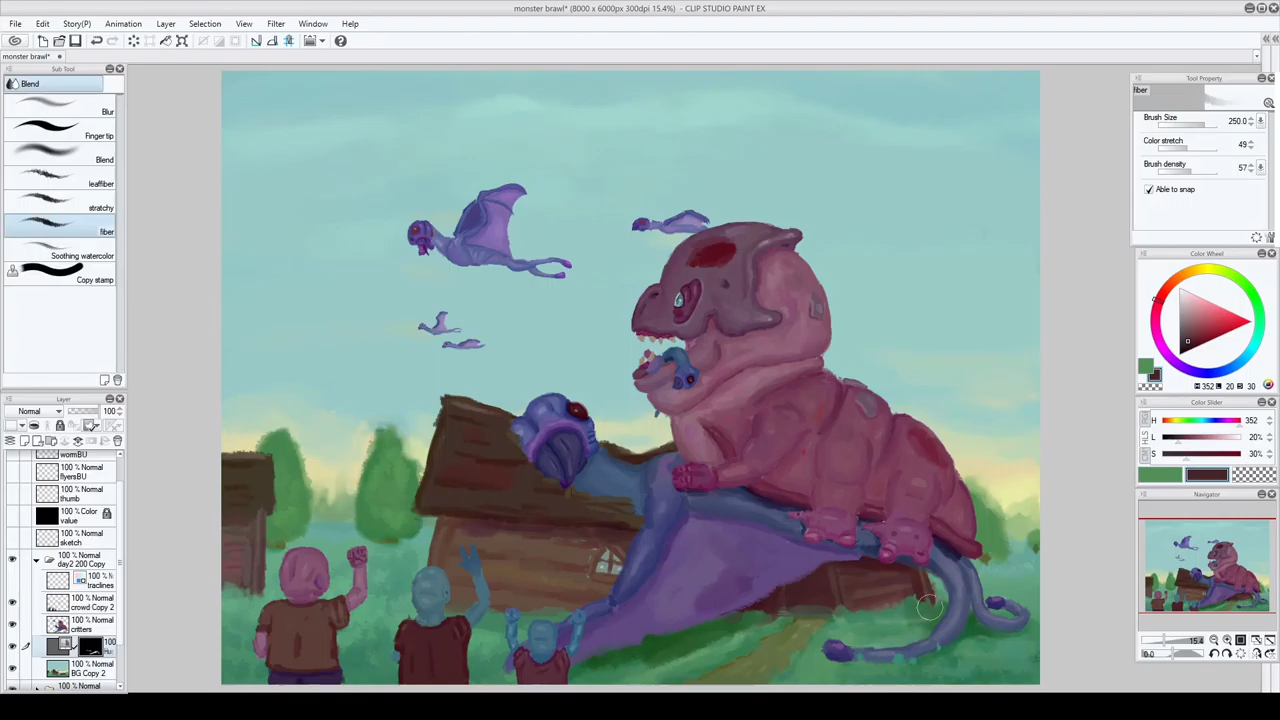 monster brawl* (8000 x 6000px 300dpi 15.4%) - CLIP STUDIO PAINT EX
File Edit Story(P) Animation Layer Selection View Filter Window Help
monster brawl*
Sub Tool
Blend
Blur
Finger tip
Blend
leaffiber
stratchy
fiber
Soothing watercolor
Copy stamp
Layer
Normal 100
wormBU
100 % Normal
flyersBU
100 % Normal
thumb
100 % Color
value
100 % Normal
sketch
100 % Normal
day2 200 Copy
100 % N
traclines
100 % Normal
crowd Copy 2
100 % Normal
critters
100
100 % Normal
BG Copy 2
100 % Normal
Tool Property
fiber
Brush Size 250.0
Color stretch 49
Brush density 57
Able to snap
Color Wheel
352 20 30
Color Slider
H 352
L 20%
S 30%
Navigator
15.4
0.0